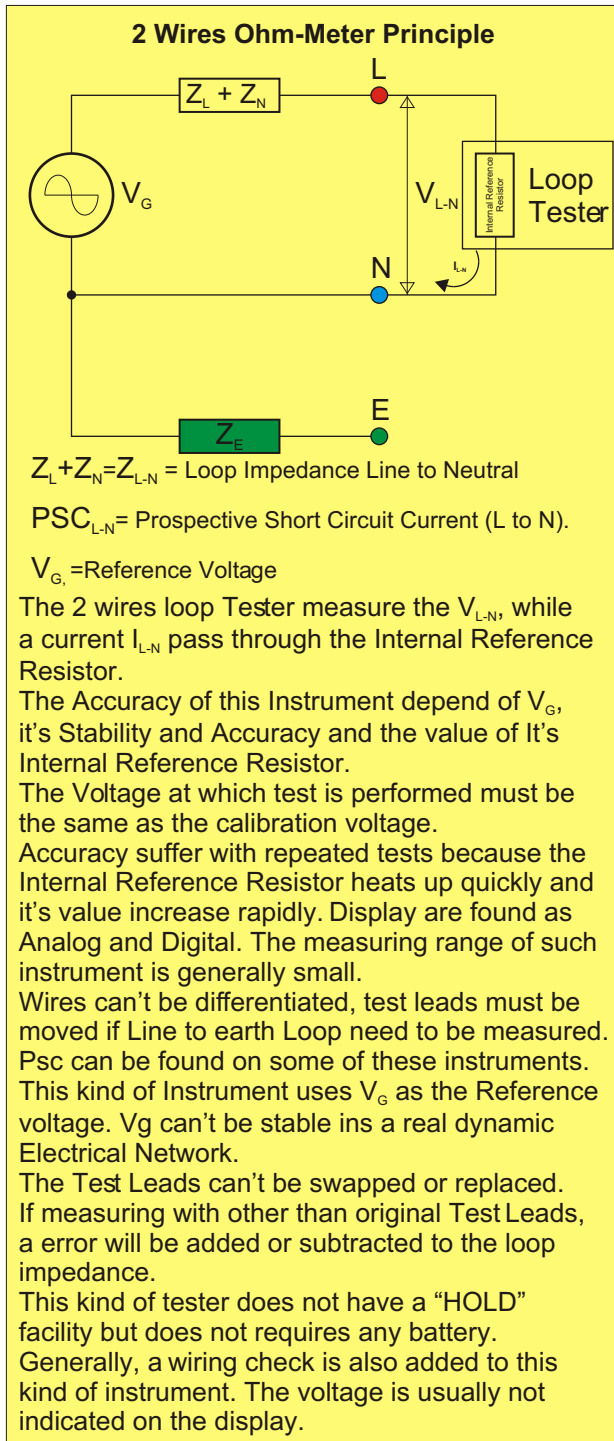 2 Wires Ohm-Meter Principle
L
Z_L + Z_N
V_G
V_L-N
Internal Reference
Resistor
Loop
Tester
I_L-N
N
E
Z_E
Z_L+Z_N=Z_L-N = Loop Impedance Line to Neutral
PSC_L-N= Prospective Short Circuit Current (L to N).
V_G, =Reference Voltage
The 2 wires loop Tester measure the V_L-N, while
a current I_L-N pass through the Internal Reference
Resistor.
The Accuracy of this Instrument depend of V_G,
it's Stability and Accuracy and the value of It's
Internal Reference Resistor.
The Voltage at which test is performed must be
the same as the calibration voltage.
Accuracy suffer with repeated tests because the
Internal Reference Resistor heats up quickly and
it's value increase rapidly. Display are found as
Analog and Digital. The measuring range of such
instrument is generally small.
Wires can't be differentiated, test leads must be
moved if Line to earth Loop need to be measured.
Psc can be found on some of these instruments.
This kind of Instrument uses V_G as the Reference
voltage. Vg can't be stable ins a real dynamic
Electrical Network.
The Test Leads can't be swapped or replaced.
If measuring with other than original Test Leads,
a error will be added or subtracted to the loop
impedance.
This kind of tester does not have a “HOLD”
facility but does not requires any battery.
Generally, a wiring check is also added to this
kind of instrument. The voltage is usually not
indicated on the display.